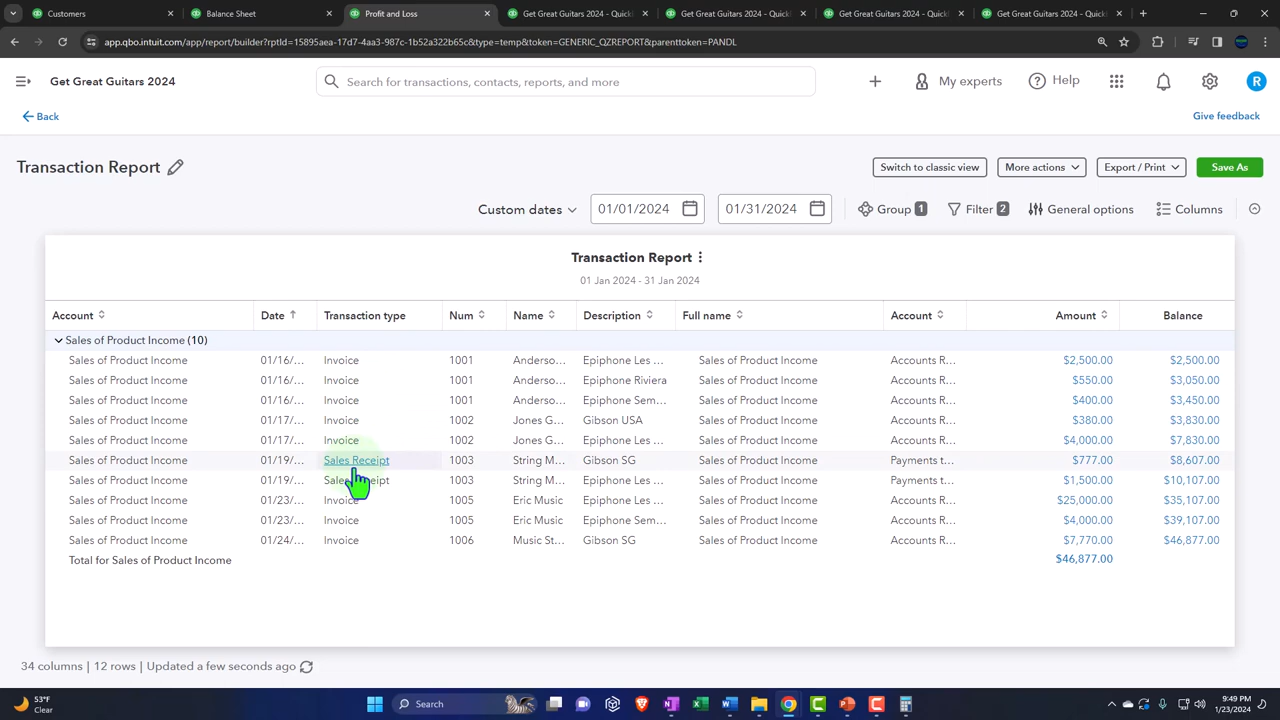 Customers
Balance Sheet
Profit and Loss
Get Great Guitars 2024 - Quick
Get Great Guitars 2024 - Quick
Get Great Guitars 2024 - Quick
Get Great Guitars 2024 - Quick
app.qbo.intuit.com/app/report/builder?rptId=15895aea-17d7-4aa3-987c-1b5a2c322b65c&type=temp&token=GENERIC_QZREPORT&parenttoken=PANDL
Get Great Guitars 2024
Search for transactions, contacts, reports, and more
My experts
Help
R
Back
Give feedback
Transaction Report
Switch to classic view
More actions
Export / Print
Save As
Custom dates
01/01/2024
01/31/2024
Group 1
Filter 2
General options
Columns
Transaction Report
01 Jan 2024 - 31 Jan 2024
Account Date Transaction type Num Name Description Full name Account Amount Balance
Sales of Product Income (10)
Sales of Product Income 01/16/... Invoice 1001 Anderso... Epiphone Les ... Sales of Product Income Accounts R... $2,500.00 $2,500.00
Sales of Product Income 01/16/... Invoice 1001 Anderso... Epiphone Riviera Sales of Product Income Accounts R... $550.00 $3,050.00
Sales of Product Income 01/16/... Invoice 1001 Anderso... Epiphone Sem... Sales of Product Income Accounts R... $400.00 $3,450.00
Sales of Product Income 01/17/... Invoice 1002 Jones G... Gibson USA Sales of Product Income Accounts R... $380.00 $3,830.00
Sales of Product Income 01/17/... Invoice 1002 Jones G... Epiphone Les ... Sales of Product Income Accounts R... $4,000.00 $7,830.00
Sales of Product Income 01/19/... Sales Receipt 1003 String M... Gibson SG Sales of Product Income Payments t... $777.00 $8,607.00
Sales of Product Income 01/19/... Sales Receipt 1003 String M... Epiphone Les ... Sales of Product Income Payments t... $1,500.00 $10,107.00
Sales of Product Income 01/23/... Invoice 1005 Eric Music Epiphone Les ... Sales of Product Income Accounts R... $25,000.00 $35,107.00
Sales of Product Income 01/23/... Invoice 1005 Eric Music Epiphone Sem... Sales of Product Income Accounts R... $4,000.00 $39,107.00
Sales of Product Income 01/24/... Invoice 1006 Music St... Gibson SG Sales of Product Income Accounts R... $7,770.00 $46,877.00
Total for Sales of Product Income $46,877.00
34 columns | 12 rows | Updated a few seconds ago
53°F
Clear
Search
9:49 PM
1/23/2024